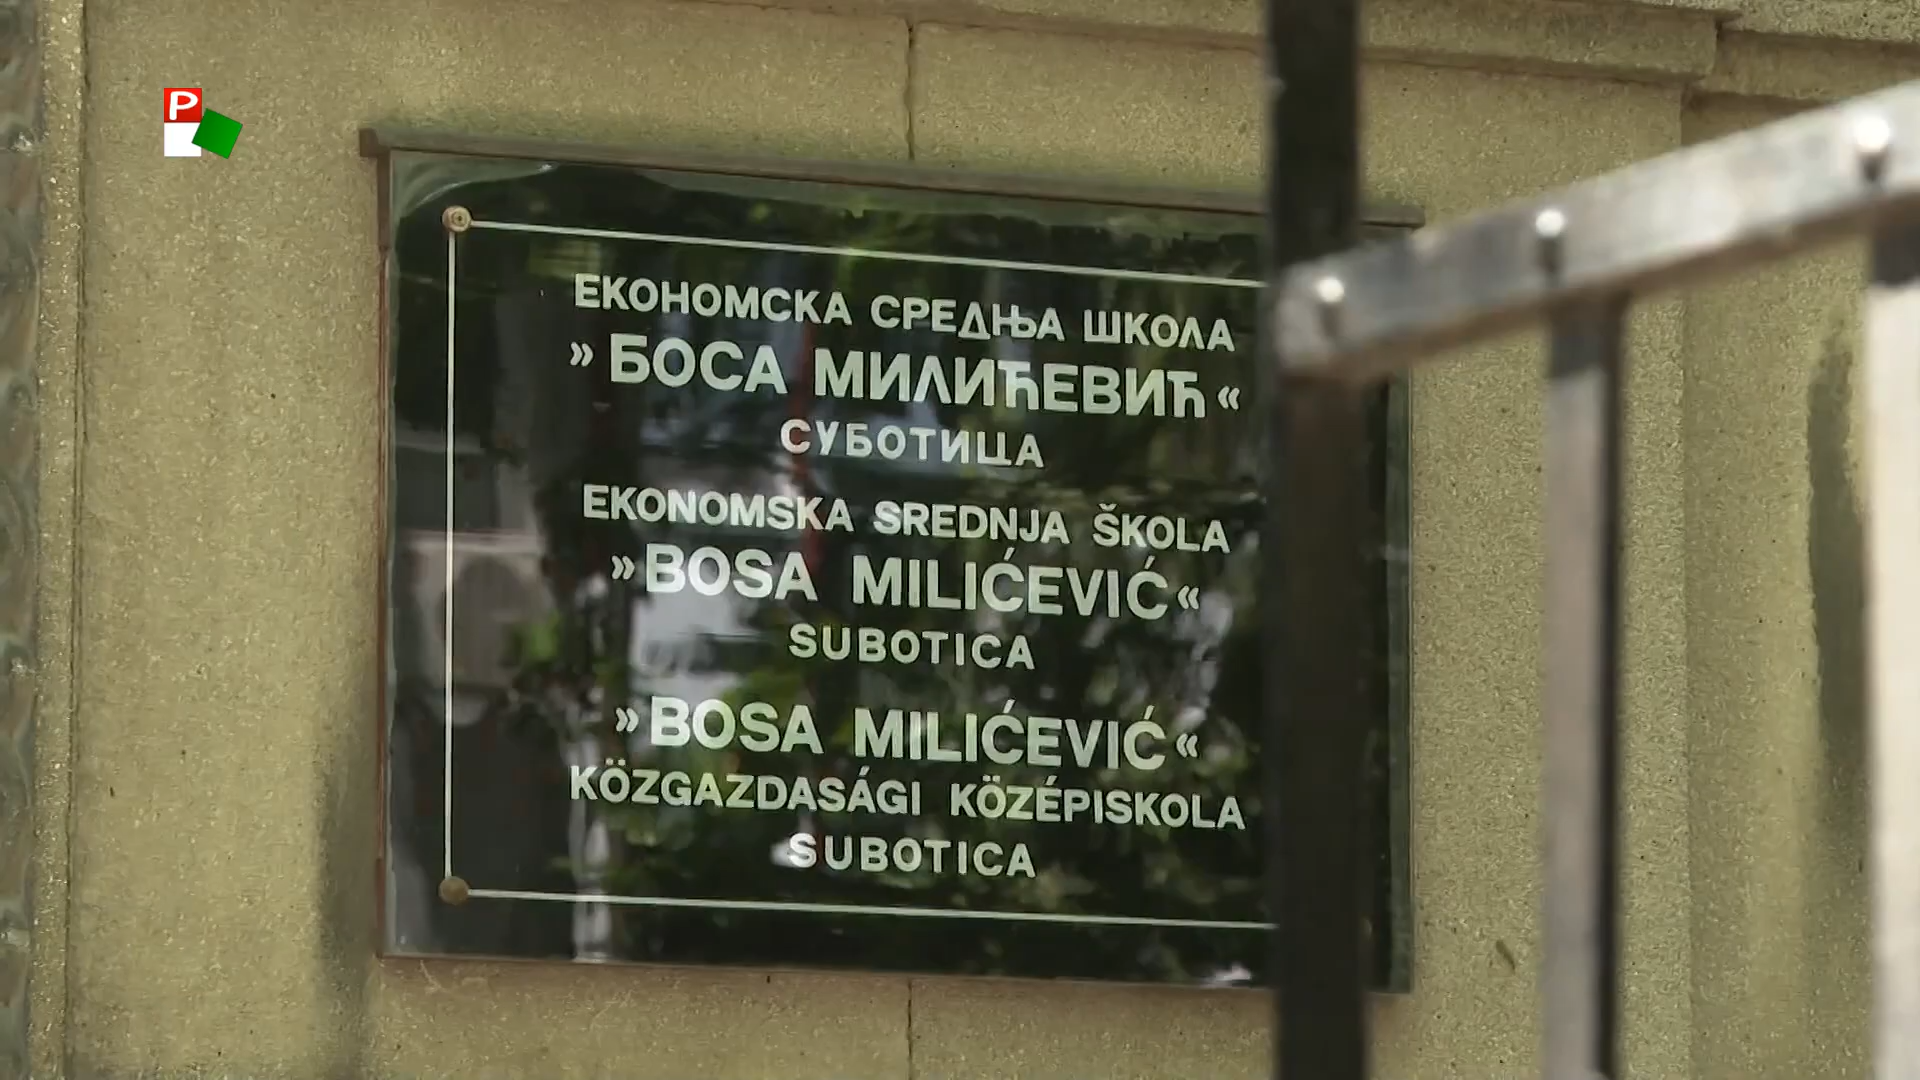 P
ЕКОНОМСКА СРЕДЊА ШКОЛА
»БОСА МИЛИЋЕВИЋ«
СУБОТИЦА
EKONOMSKA SREDNJA ŠKOLA
»BOSA MILIĆEVIĆ«
SUBOTICA
»BOSA MILIĆEVIĆ«
KÖZGAZDASÁGI KÖZÉPISKOLA
SUBOTICA